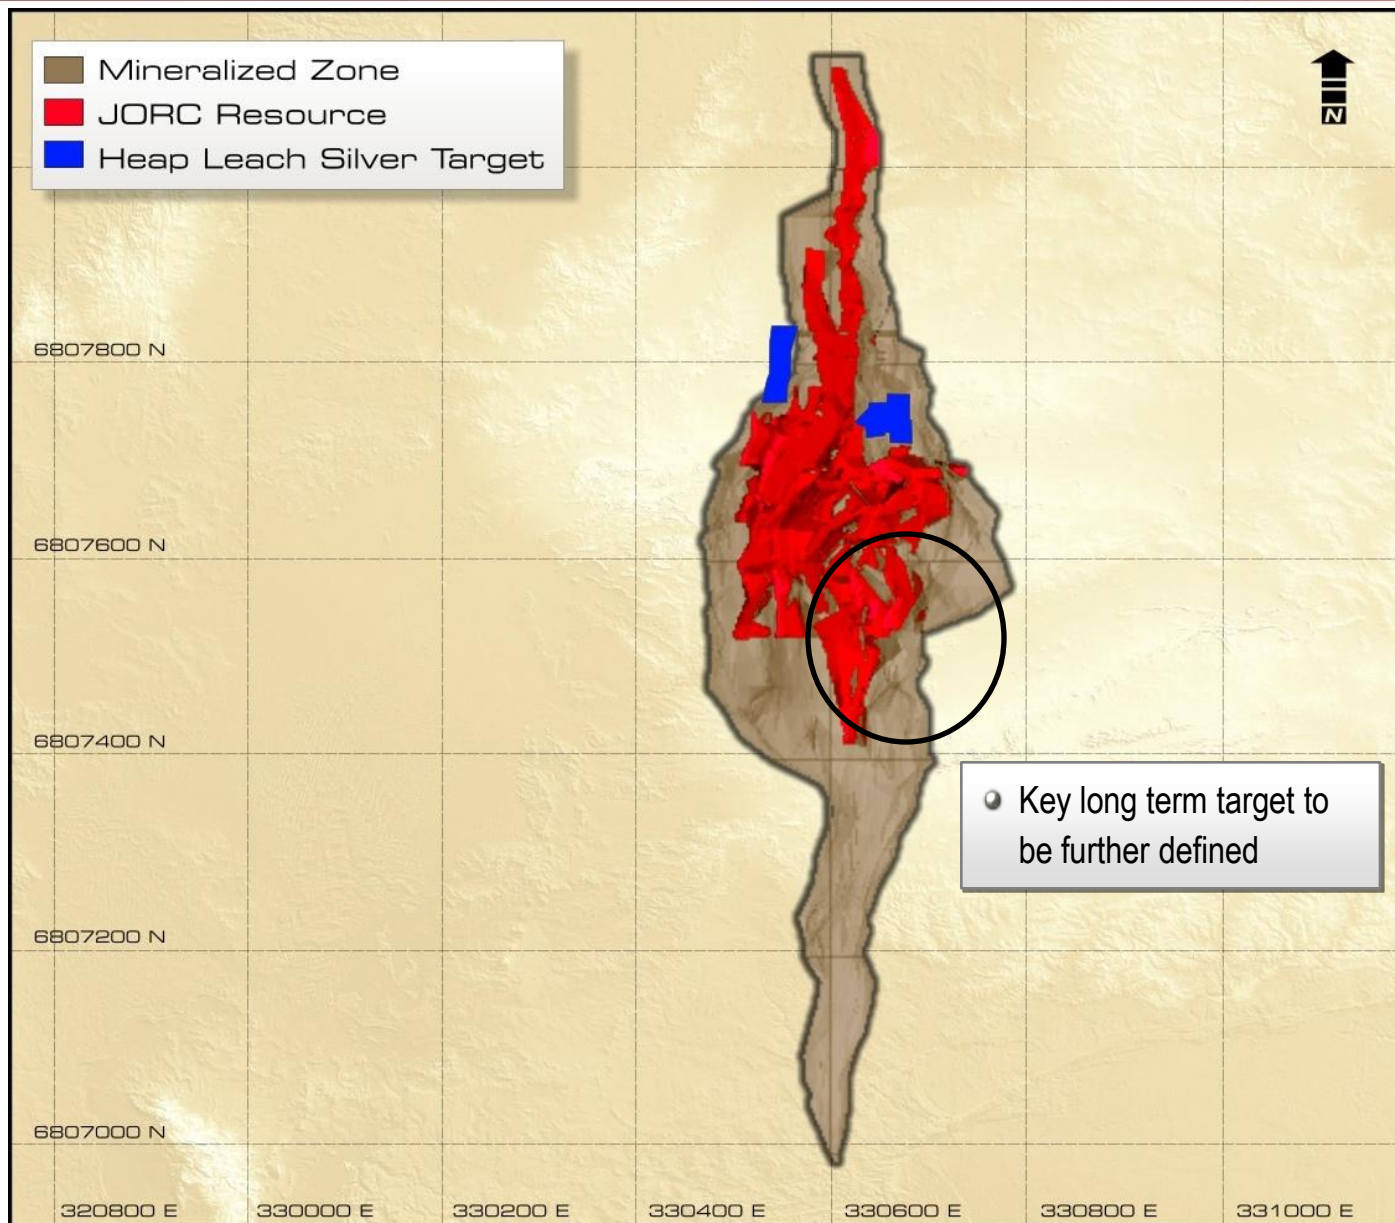 Mineralized Zone
JORC Resource
Heap Leach Silver Target
N
6807800 N
6807600 N
6807400 N
Key long term target to
be further defined
6807200 N
6807000 N
320800 E
330000 E
330200 E
330400 E
330600 E
330800 E
331000 E